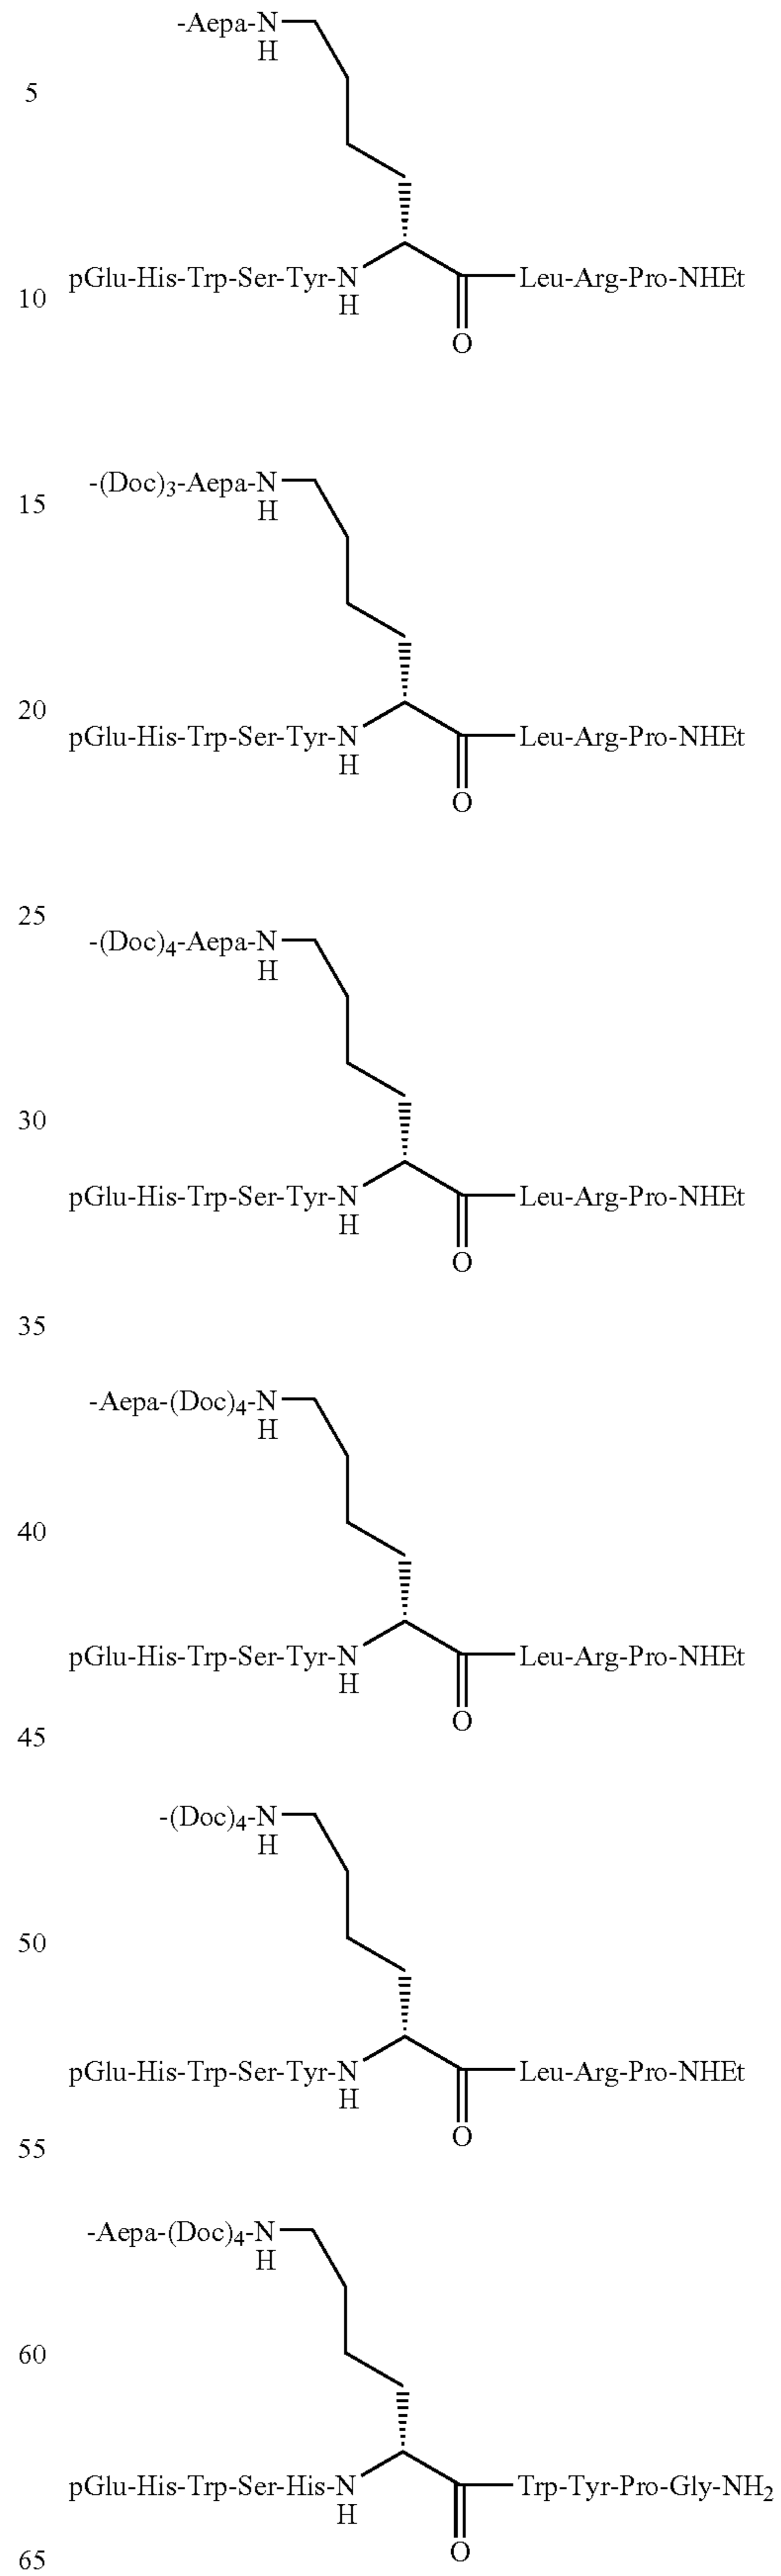 -Aepa-N
H
5
pGlu-His-Trp-Ser-Tyr-N
H
Leu-Arg-Pro-NHEt
10
O
-(Doc)3-Aepa-N
H
15
20
pGlu-His-Trp-Ser-Tyr-N
H
Leu-Arg-Pro-NHEt
O
25
-(Doc)4-Aepa-N
H
30
pGlu-His-Trp-Ser-Tyr-N
H
Leu-Arg-Pro-NHEt
O
35
-Aepa-(Doc)4-N
H
40
pGlu-His-Trp-Ser-Tyr-N
H
Leu-Arg-Pro-NHEt
O
45
-(Doc)4-N
H
50
pGlu-His-Trp-Ser-Tyr-N
H
Leu-Arg-Pro-NHEt
O
55
-Aepa-(Doc)4-N
H
60
pGlu-His-Trp-Ser-His-N
H
Trp-Tyr-Pro-Gly-NH2
O
65